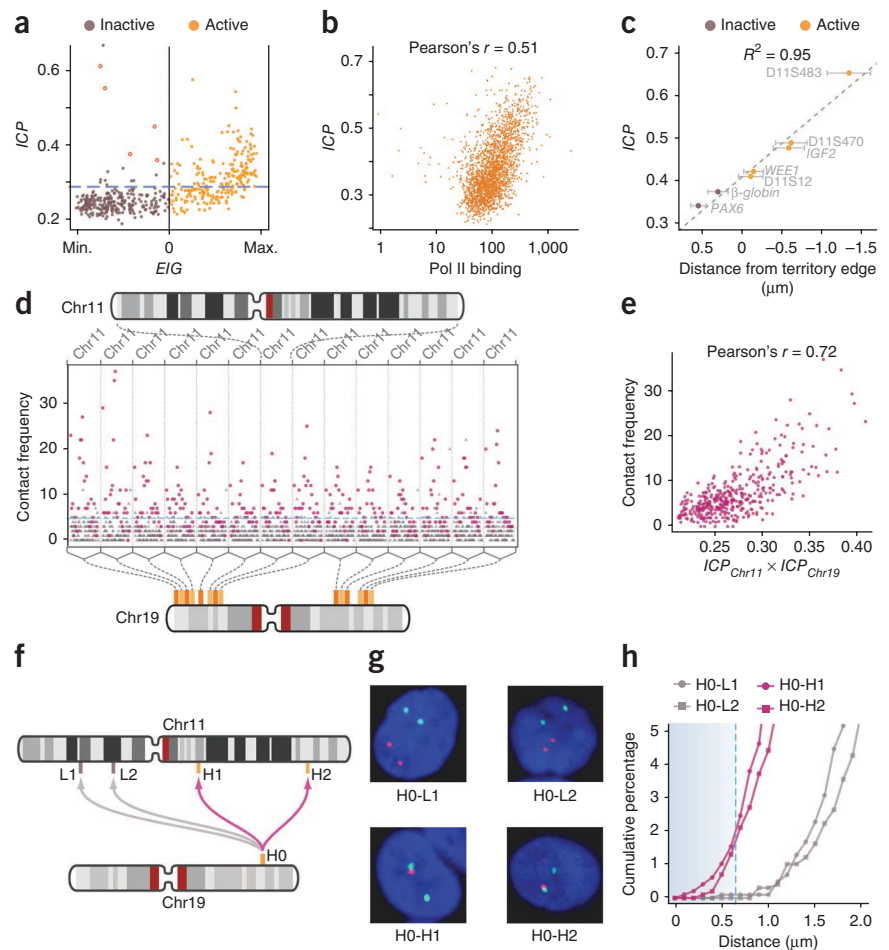 a
Inactive Active
ICP
0.6
0.4
0.2
Min. 0 Max.
EIG
b
Pearson's r = 0.51
ICP
0.6
0.5
0.4
0.3
1 10 100 1,000
Pol II binding
c
Inactive Active
R² = 0.95
ICP
0.7
0.6
0.5
0.4
0.3
D11S483
D11S470
IGF2
WEE1
D11S12
β-globin
PAX6
0.5 0 –0.5 –1.0 –1.5
Distance from territory edge
(μm)
d
Chr11
Chr11 Chr11 Chr11 Chr11 Chr11 Chr11 Chr11 Chr11 Chr11 Chr11 Chr11 Chr11 Chr11 Chr11
Contact frequency
30
20
10
0
Chr19
e
Pearson's r = 0.72
Contact frequency
30
20
10
0
0.25 0.30 0.35 0.40
ICPChr11 × ICPChr19
f
Chr11
L1 L2 H1 H2
H0
Chr19
g
H0-L1 H0-L2
H0-H1 H0-H2
h
H0-L1 H0-H1
H0-L2 H0-H2
Cumulative percentage
5
4
3
2
1
0
0 0.5 1.0 1.5 2.0
Distance (μm)